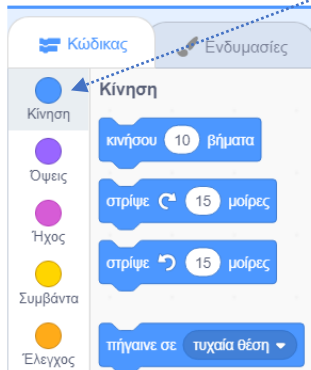 Κώδικας
Ενδυμασίες
Κίνηση
Όψεις
Ήχος
Συμβάντα
Έλεγχος
Κίνηση
κινήσου 10 βήματα
στρίψε 15 μοίρες
στρίψε 15 μοίρες
πήγαινε σε τυχαία θέση